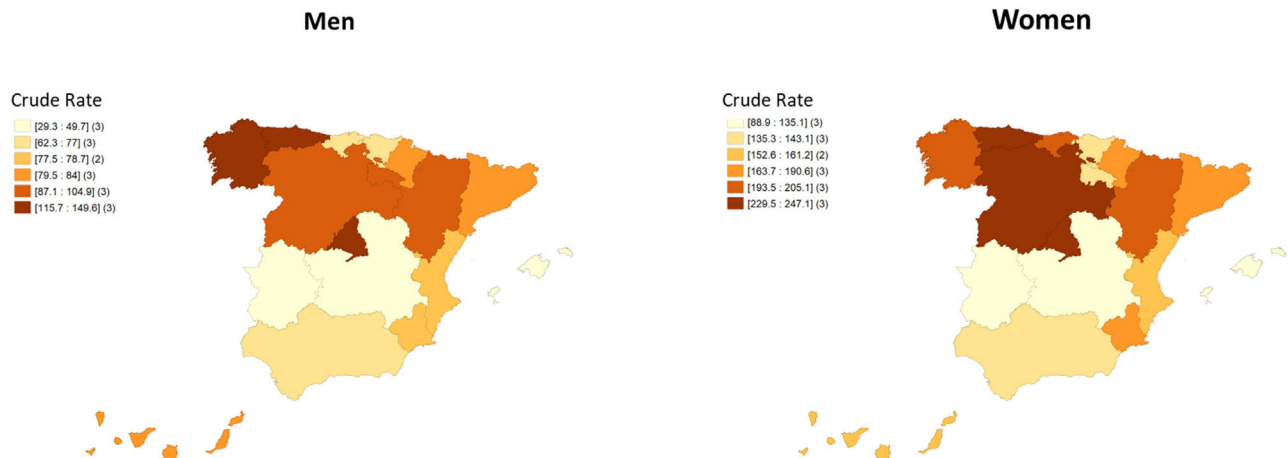 Men
Crude Rate
[29.3 : 49.7] (3)
[62.3 : 77] (3)
[77.5 : 78.7] (2)
[79.5 : 84] (3)
[87.1 : 104.9] (3)
[115.7 : 149.6] (3)
Women
Crude Rate
[88.9 : 135.1] (3)
[135.3 : 143.1] (3)
[152.6 : 161.2] (2)
[163.7 : 190.6] (3)
[193.5 : 205.1] (3)
[229.5 : 247.1] (3)